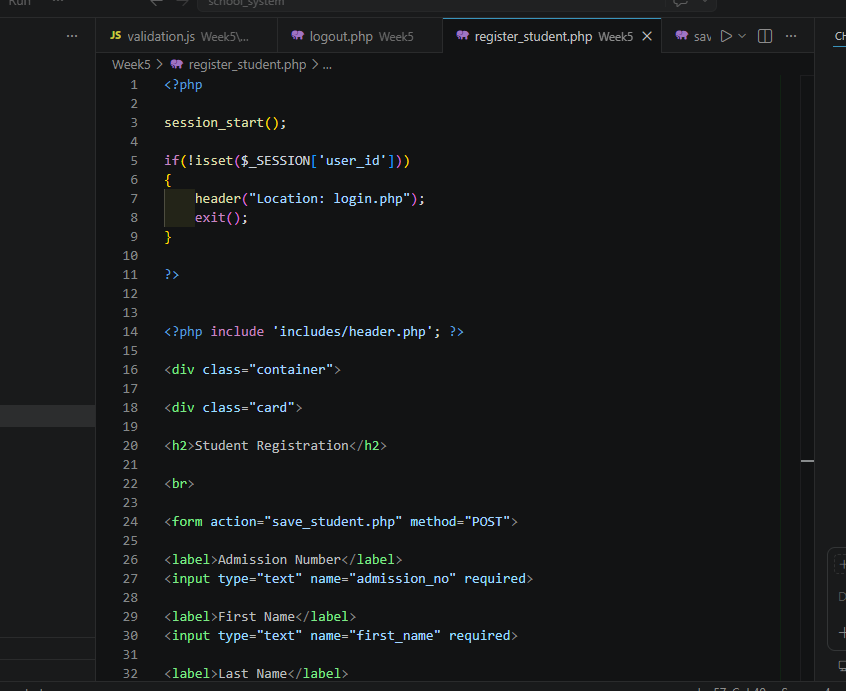 Run ...
school_system
JS validation.js Week5\...
logout.php Week5
register_student.php Week5
sav
Week5 > register_student.php > ...
1 <?php
2
3 session_start();
4
5 if(!isset($_SESSION['user_id']))
6 {
7 header("Location: login.php");
8 exit();
9 }
10
11 ?>
12
13
14 <?php include 'includes/header.php'; ?>
15
16 <div class="container">
17
18 <div class="card">
19
20 <h2>Student Registration</h2>
21
22 <br>
23
24 <form action="save_student.php" method="POST">
25
26 <label>Admission Number</label>
27 <input type="text" name="admission_no" required>
28
29 <label>First Name</label>
30 <input type="text" name="first_name" required>
31
32 <label>Last Name</label>
CH